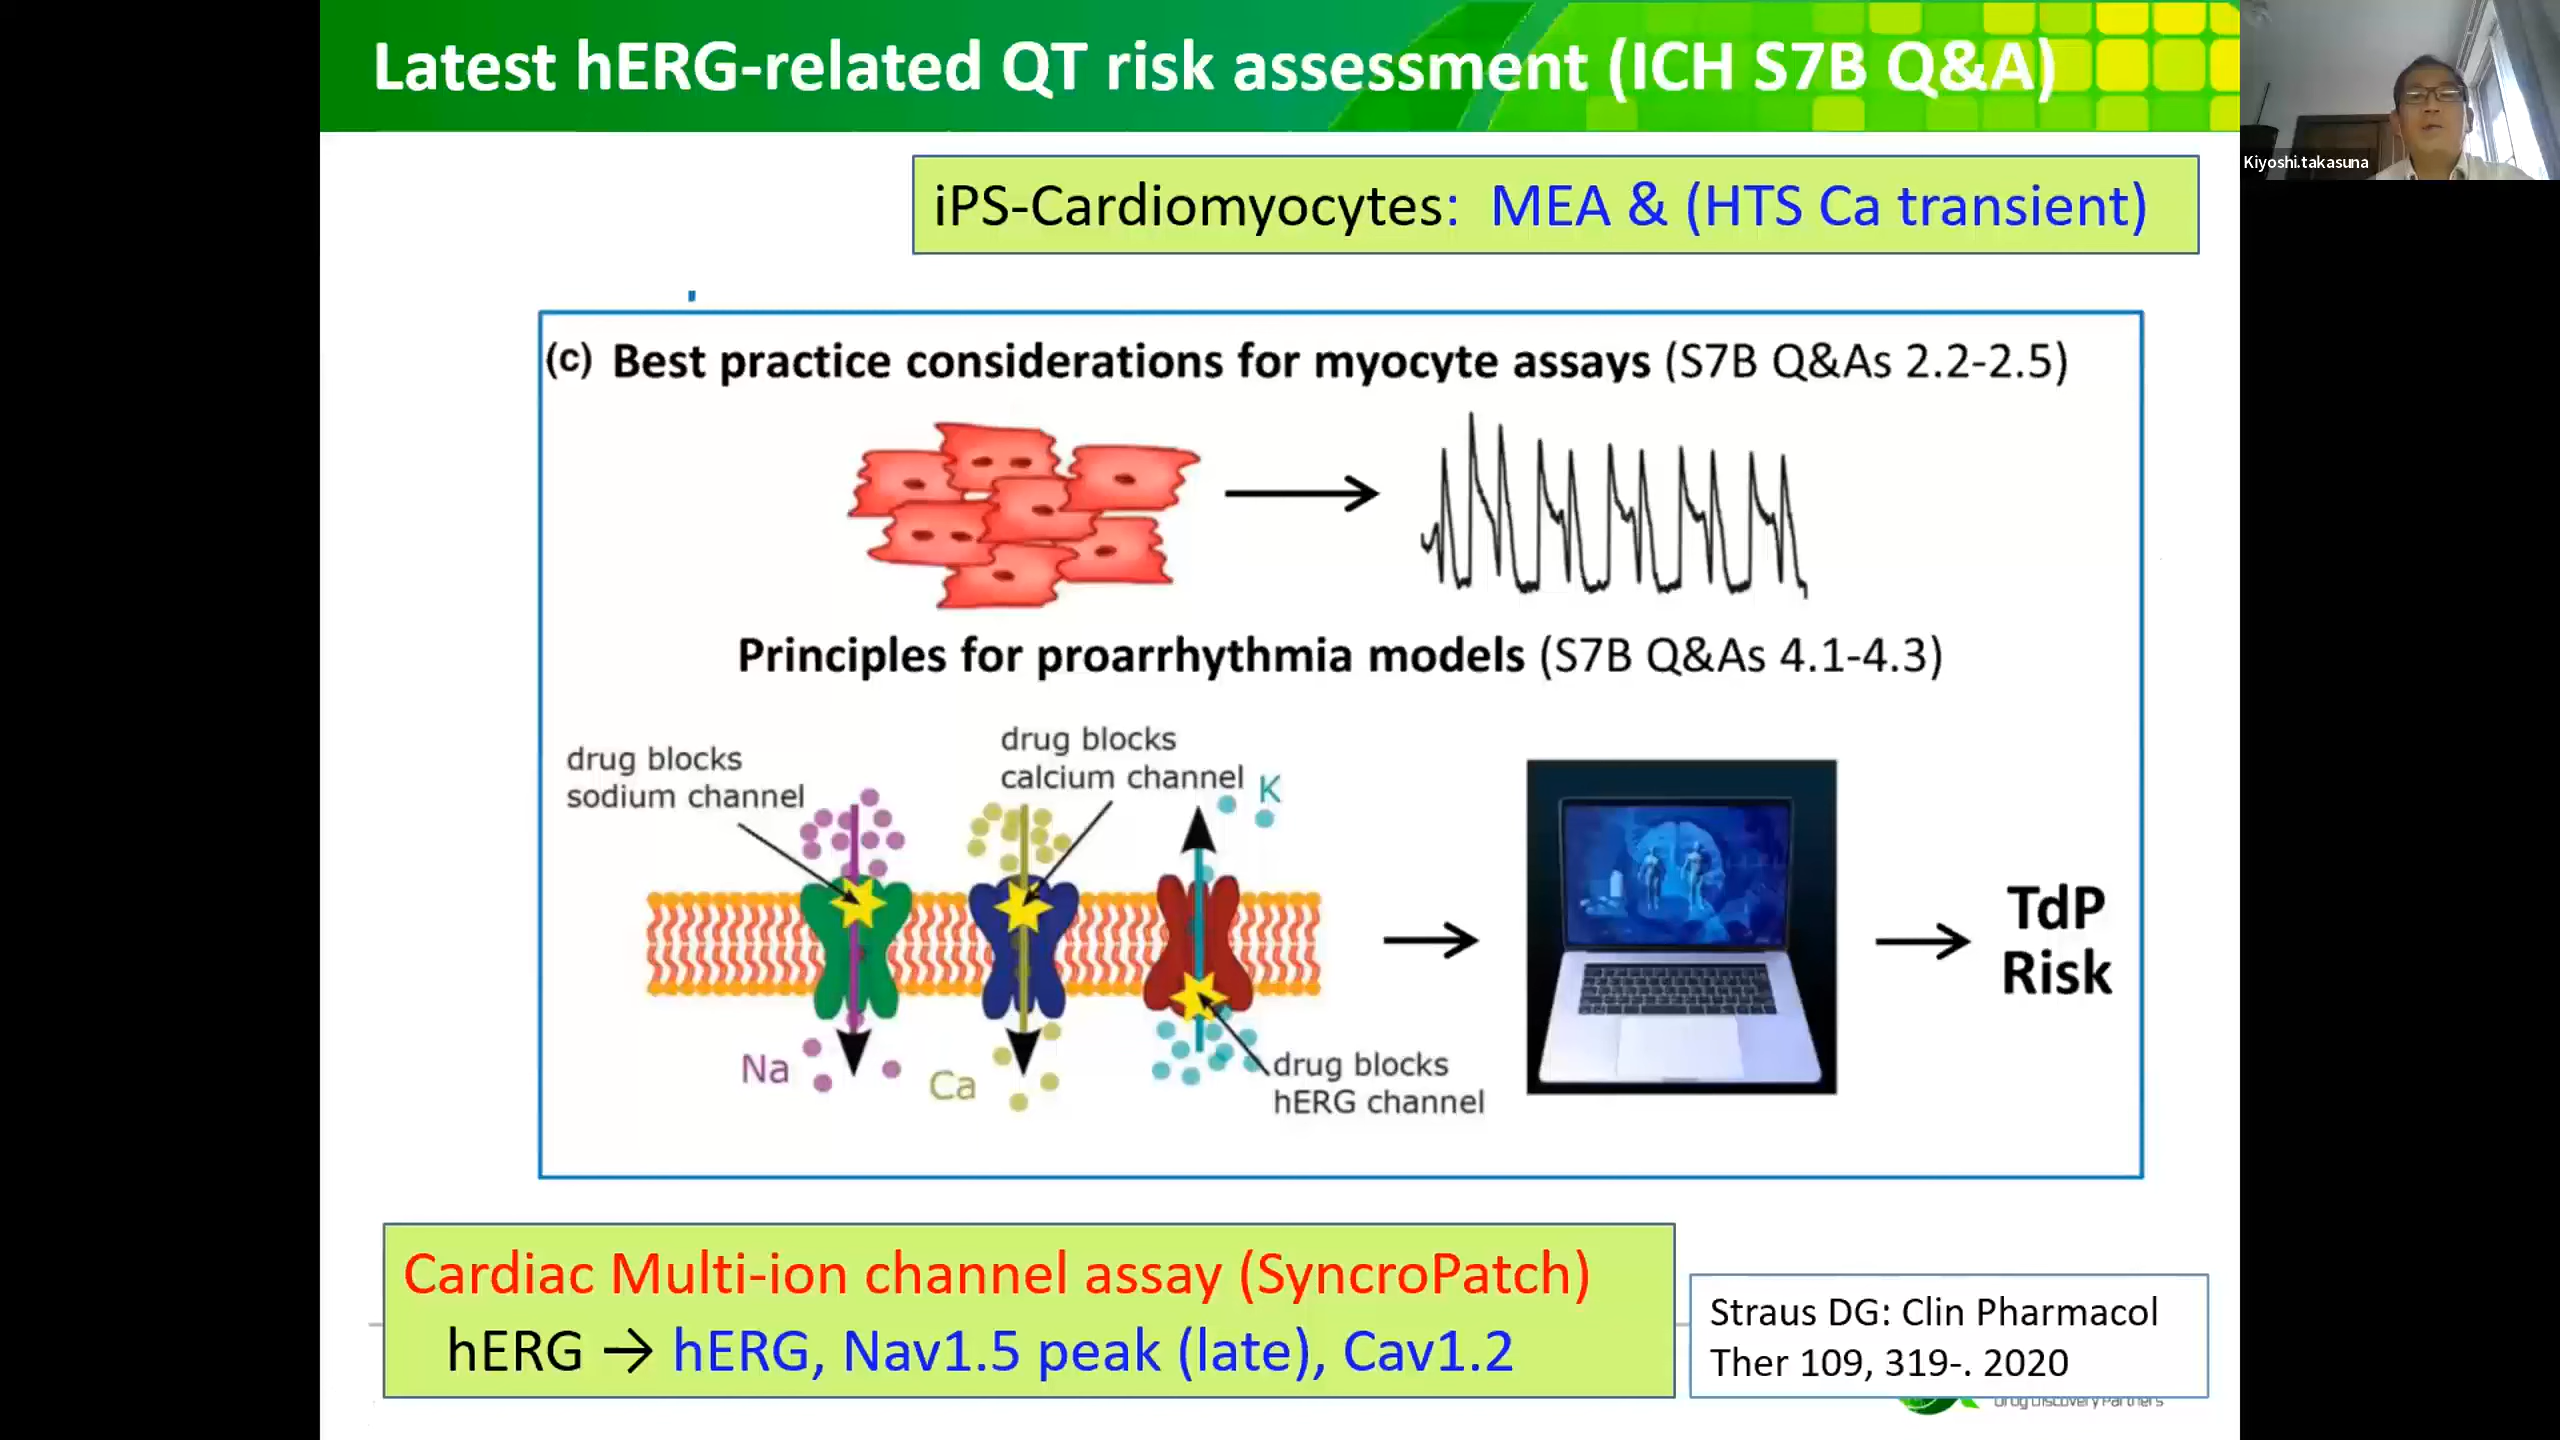 Latest hERG-related QT risk assessment (ICH S7B Q&A)
Kiyoshi.takasuna
iPS-Cardiomyocytes: MEA & (HTS Ca transient)
(c) Best practice considerations for myocyte assays (S7B Q&As 2.2-2.5)
Principles for proarrhythmia models (S7B Q&As 4.1-4.3)
drug blocks
sodium channel
drug blocks
calcium channel
K
Na
Ca
drug blocks
hERG channel
TdP
Risk
Cardiac Multi-ion channel assay (SyncroPatch)
hERG → hERG, Nav1.5 peak (late), Cav1.2
Straus DG: Clin Pharmacol
Ther 109, 319-. 2020
Drug Discovery Partners